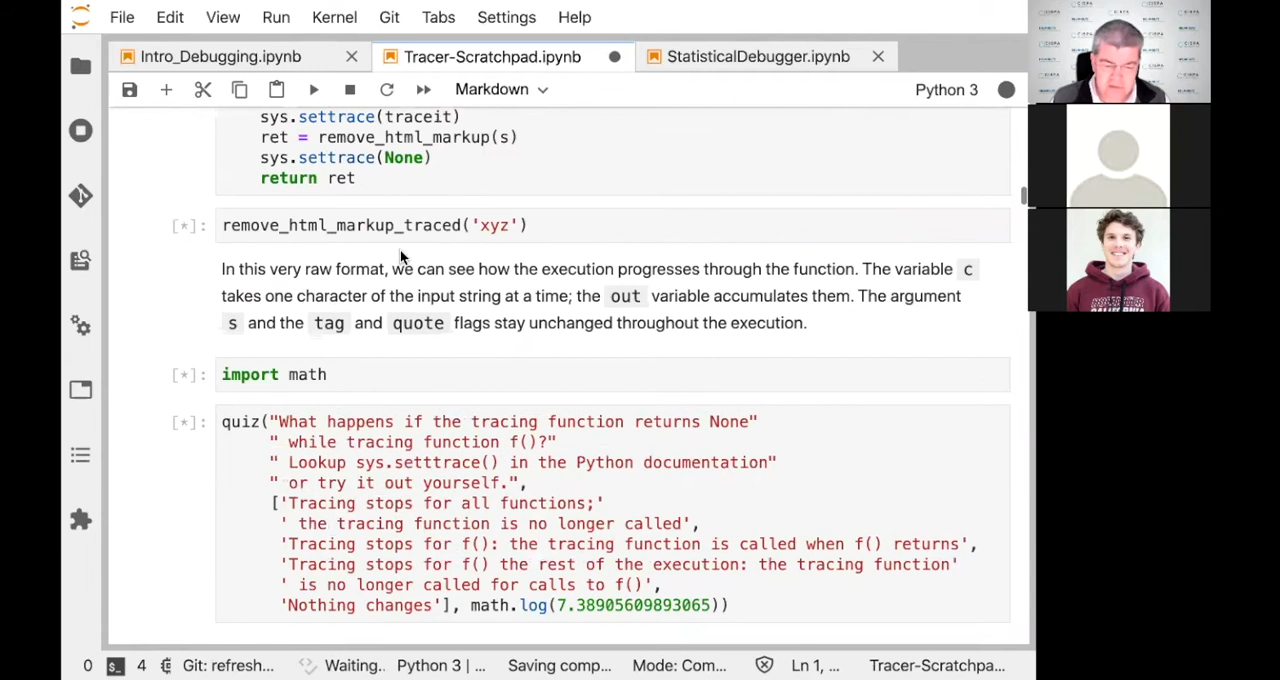 File Edit View Run Kernel Git Tabs Settings Help
Intro_Debugging.ipynb Tracer-Scratchpad.ipynb StatisticalDebugger.ipynb
Markdown Python 3
sys.settrace(traceit)
ret = remove_html_markup(s)
sys.settrace(None)
return ret
[*]: remove_html_markup_traced('xyz')
In this very raw format, we can see how the execution progresses through the function. The variable c
takes one character of the input string at a time; the out variable accumulates them. The argument
s and the tag and quote flags stay unchanged throughout the execution.
[*]: import math
[*]: quiz("What happens if the tracing function returns None"
" while tracing function f()?"
" Lookup sys.setttrace() in the Python documentation"
" or try it out yourself.",
['Tracing stops for all functions;'
' the tracing function is no longer called',
'Tracing stops for f(): the tracing function is called when f() returns',
'Tracing stops for f() the rest of the execution: the tracing function'
' is no longer called for calls to f()',
'Nothing changes'], math.log(7.38905609893065))
0 4 Git: refresh... Waiting.. Python 3 | ... Saving comp... Mode: Com... Ln 1, ... Tracer-Scratchpa...
CISPA
CALIFORNIA